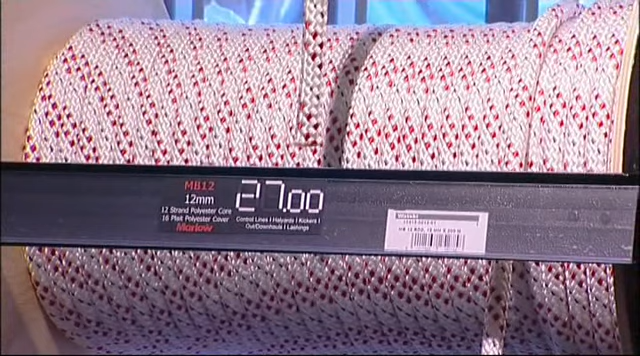 MB12
12mm
12 STRAND POLYESTER Core
16 Plait Polyester COVER
Marlow
27.00
Control Lines I Halyards I Kickers I
Out/Downhauls I Lashings